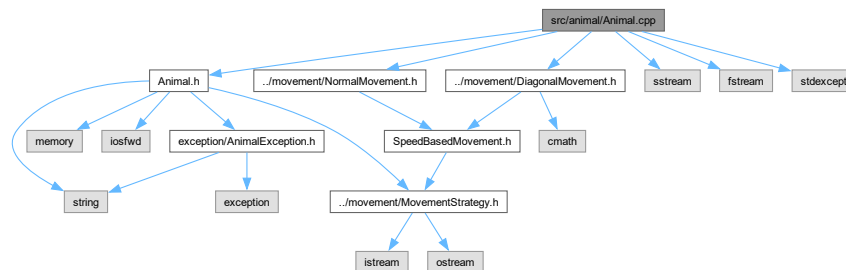 src/animal/Animal.cpp
Animal.h
../movement/NormalMovement.h
../movement/DiagonalMovement.h
sstream
fstream
stdexcept
memory
iosfwd
exception/AnimalException.h
SpeedBasedMovement.h
cmath
string
exception
../movement/MovementStrategy.h
istream
ostream